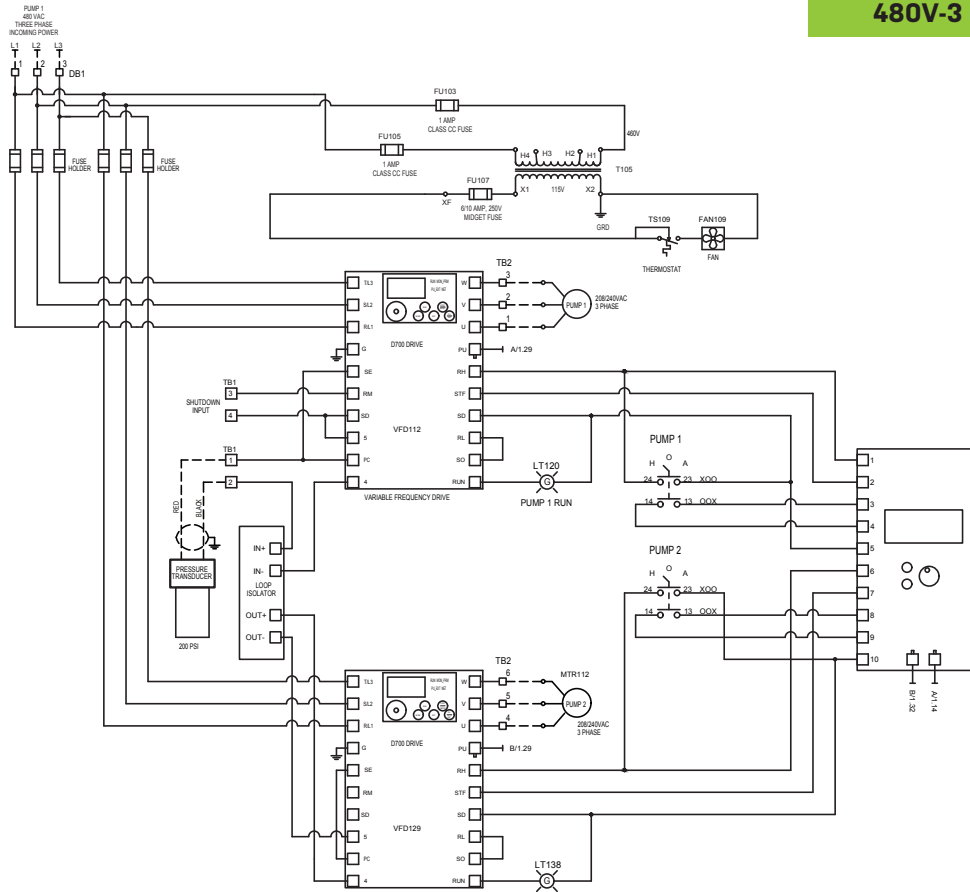 480V-3
PUMP 1
480 VAC
THREE PHASE
INCOMING POWER
L1 L2 L3
1 2 3 DB1
FU103
1 AMP
CLASS CC FUSE
460V
FU105
1 AMP
CLASS CC FUSE
H4 H3 H2 H1
T105
FUSE
HOLDER
FUSE
HOLDER
FU107
X1 115V X2
XF
6/10 AMP, 250V
MIDGET FUSE
GRD
TS109 FAN109
THERMOSTAT
FAN
TB2
T/L3 W 3
S/L2 V 2
R/L1 U 1
PUMP 1
208/240VAC
3 PHASE
G D700 DRIVE PU A/1.29
SE RH
TB1
3 RM STF
SHUTDOWN
INPUT
4 SD SD
5 VFD112 RL
TB1
1 PC SO
2 4 RUN
VARIABLE FREQUENCY DRIVE
LT120
G
PUMP 1 RUN
RED
BLACK
PRESSURE
TRANSDUCER
200 PSI
IN+
IN-
LOOP
ISOLATOR
OUT+
OUT-
PUMP 1
H O A
24 23 XOO
14 13 OOX
PUMP 2
H O A
24 23 XOO
14 13 OOX
1
2
3
4
5
6
7
8
9
10
B/1.32
A/1.14
TB2
T/L3 W 6
S/L2 V 5
R/L1 U 4
MTR112
PUMP 2
208/240VAC
3 PHASE
G D700 DRIVE PU B/1.29
SE RH
RM STF
SD SD
5 VFD129 RL
PC SO
4 RUN
LT138
G